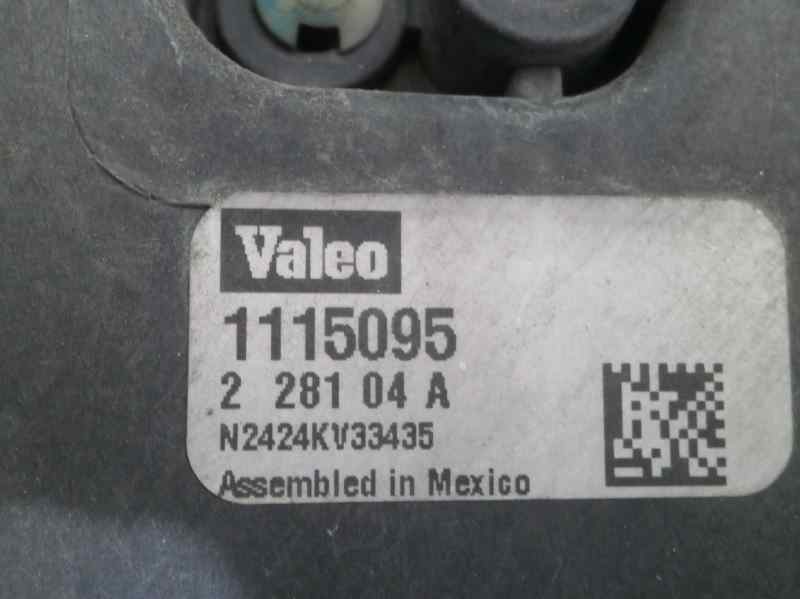 Valeo
1115095
2 281 04 A
N2424KV33435
Assembled in Mexico